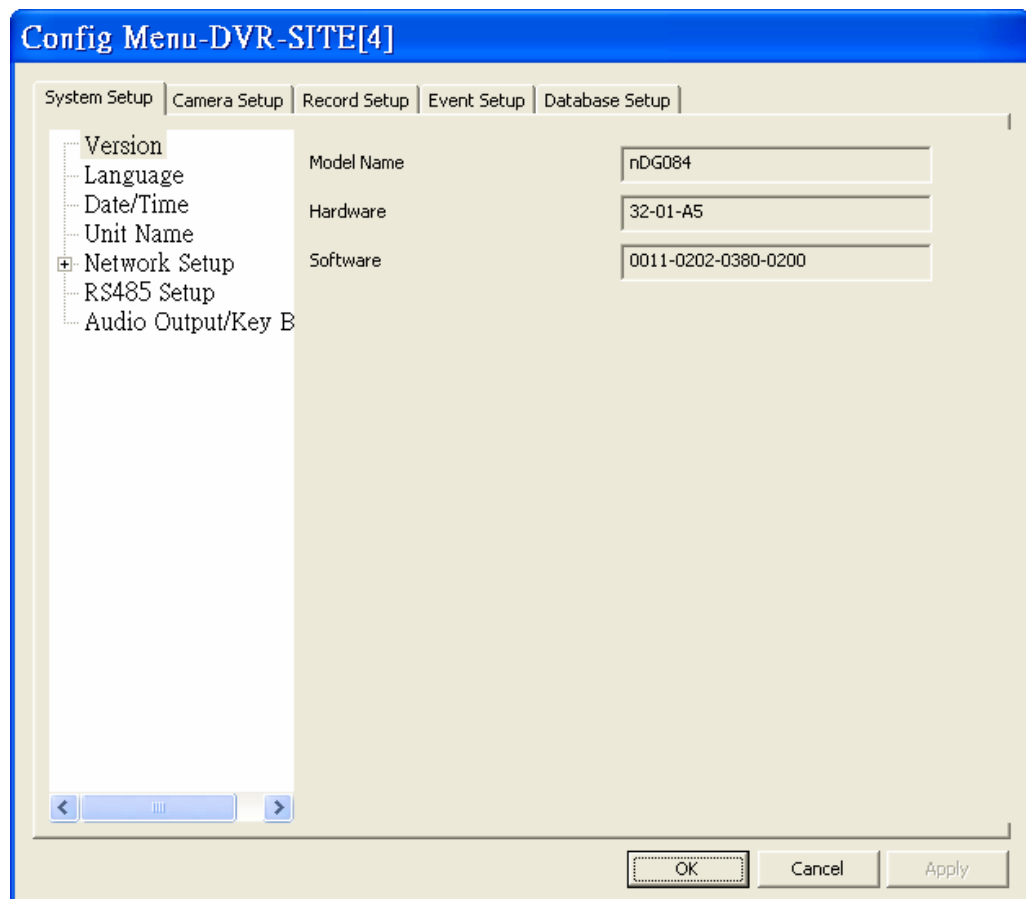 Config Menu-DVR-SITE[4]
System Setup Camera Setup Record Setup Event Setup Database Setup
Version
Language
Date/Time
Unit Name
Network Setup
RS485 Setup
Audio Output/Key B
Model Name nDG084
Hardware 32-01-A5
Software 0011-0202-0380-0200
OK Cancel Apply